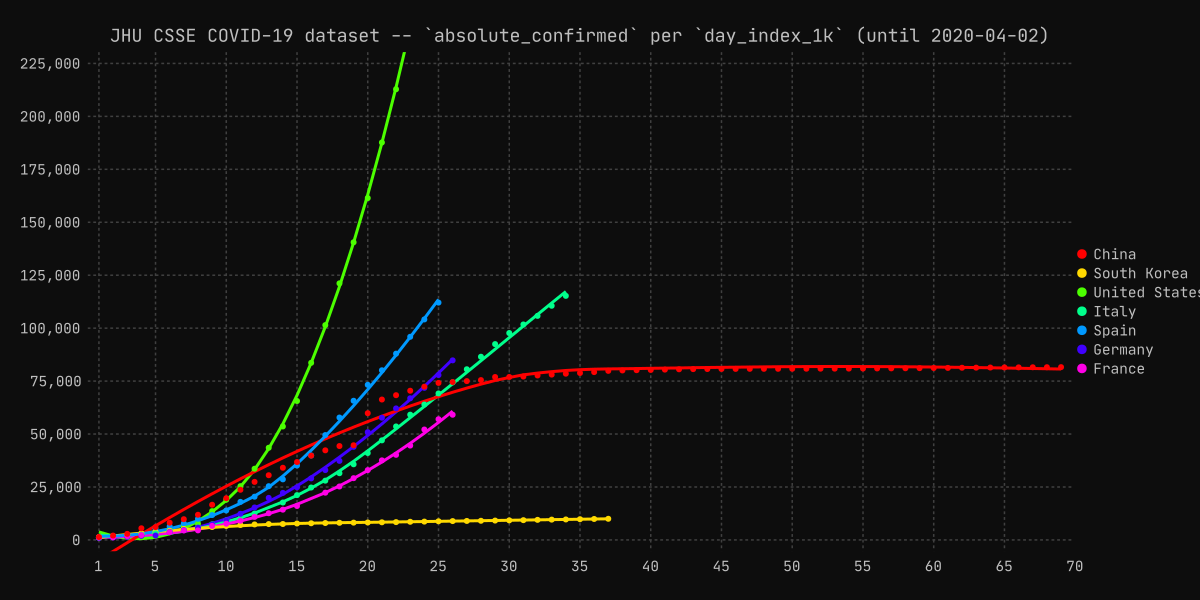 JHU CSSE COVID-19 dataset -- `absolute_confirmed` per `day_index_1k` (until 2020-04-02)
225,000
200,000
175,000
150,000
125,000
100,000
75,000
50,000
25,000
0
1 5 10 15 20 25 30 35 40 45 50 55 60 65 70
China
South Korea
United States
Italy
Spain
Germany
France